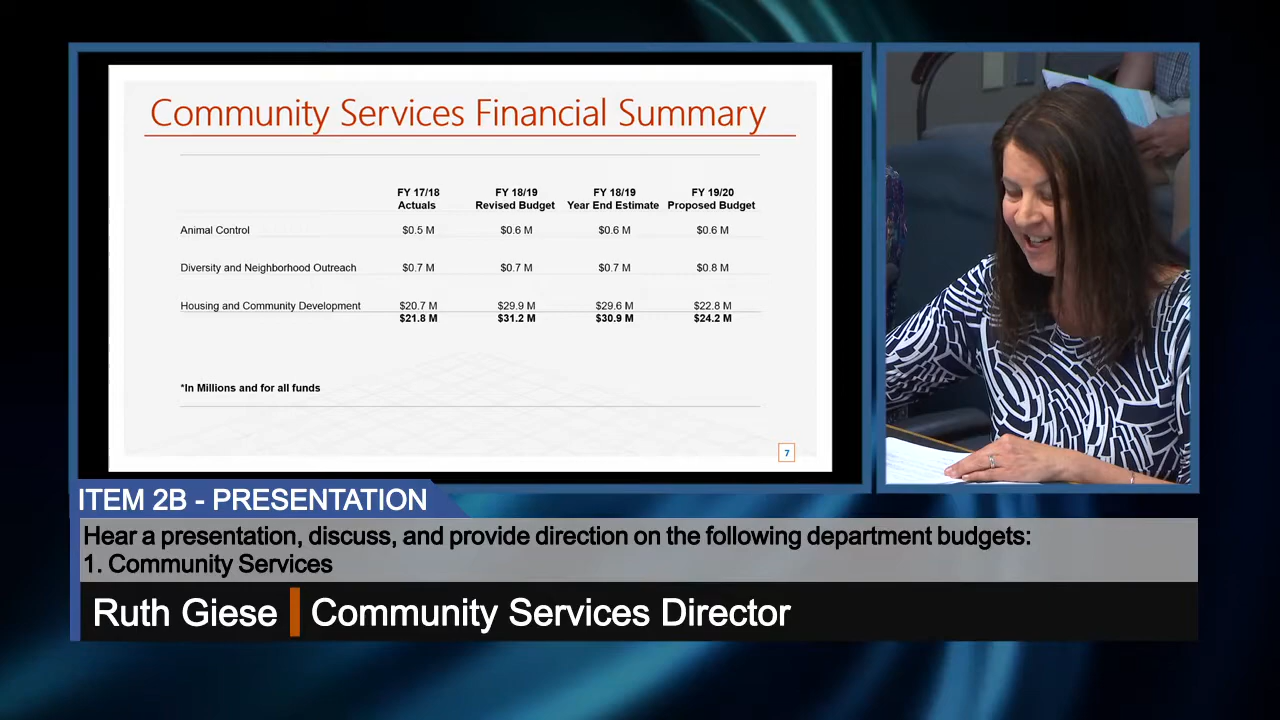 Community Services Financial Summary
FY 17/18 FY 18/19 FY 18/19 FY 19/20
Actuals Revised Budget Year End Estimate Proposed Budget
Animal Control $0.5 M $0.6 M $0.6 M $0.6 M
Diversity and Neighborhood Outreach $0.7 M $0.7 M $0.7 M $0.8 M
Housing and Community Development $20.7 M $29.9 M $29.6 M $22.8 M
$21.8 M $31.2 M $30.9 M $24.2 M
*In Millions and for all funds
7
ITEM 2B - PRESENTATION
Hear a presentation, discuss, and provide direction on the following department budgets:
1. Community Services
Ruth Giese Community Services Director